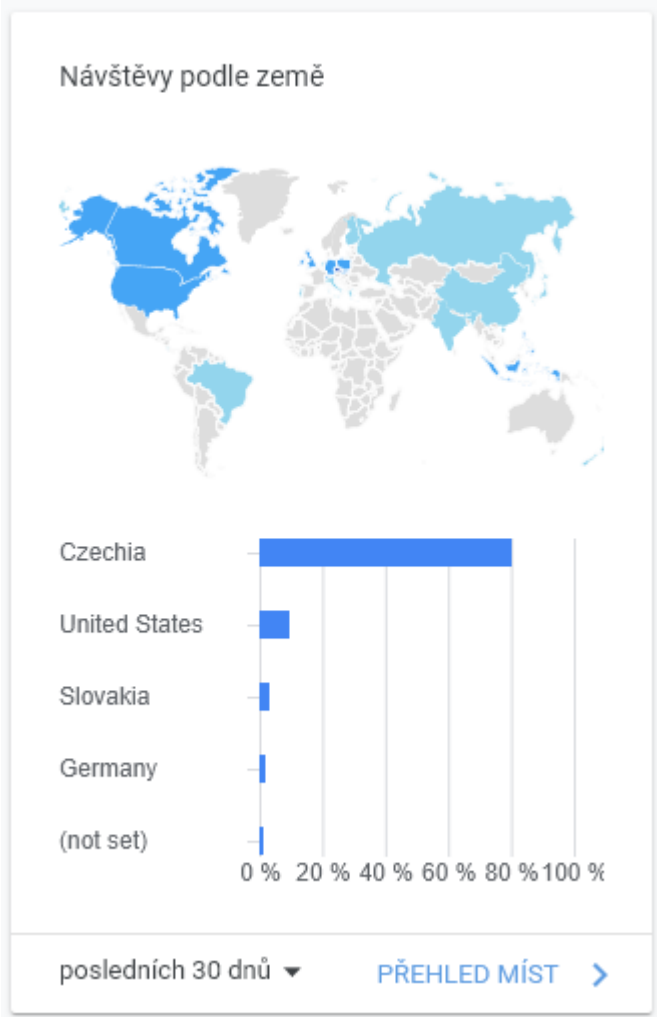 Návštěvy podle země
Czechia
United States
Slovakia
Germany
(not set)
0 % 20 % 40 % 60 % 80 % 100 %
posledních 30 dnů
PŘEHLED MÍST